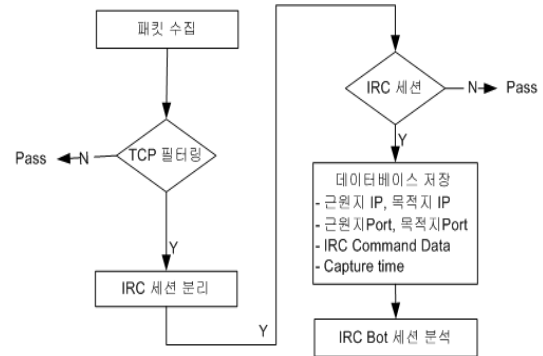 패킷 수집
TCP 필터링
N
Pass
Y
IRC 세션 분리
Y
IRC 세션
N
Pass
Y
데이터베이스 저장
- 근원지 IP, 목적지 IP
- 근원지Port, 목적지Port
- IRC Command Data
- Capture time
IRC Bot 세션 분석